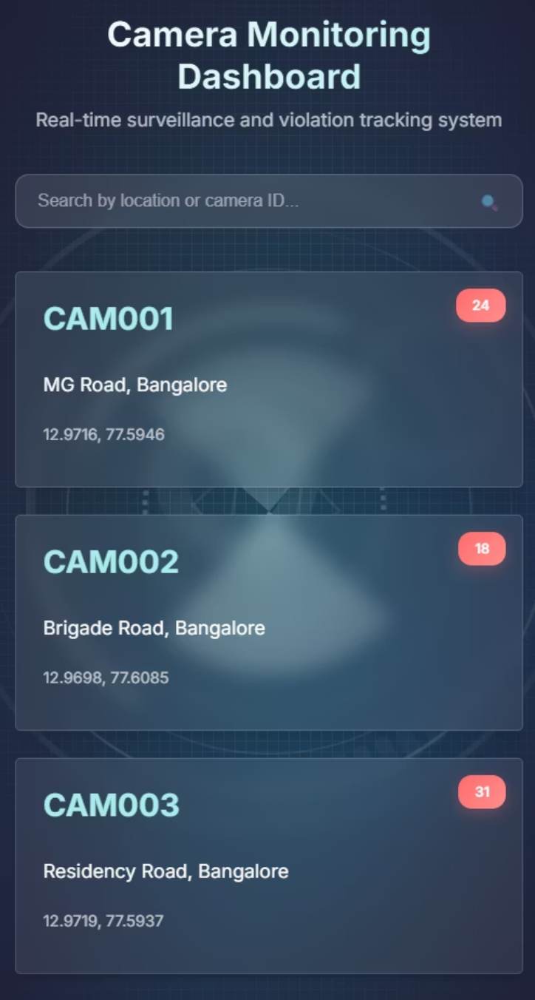 Camera Monitoring
Dashboard
Real-time surveillance and violation tracking system
Search by location or camera ID...
CAM001
24
MG Road, Bangalore
12.9716, 77.5946
CAM002
18
Brigade Road, Bangalore
12.9698, 77.6085
CAM003
31
Residency Road, Bangalore
12.9719, 77.5937